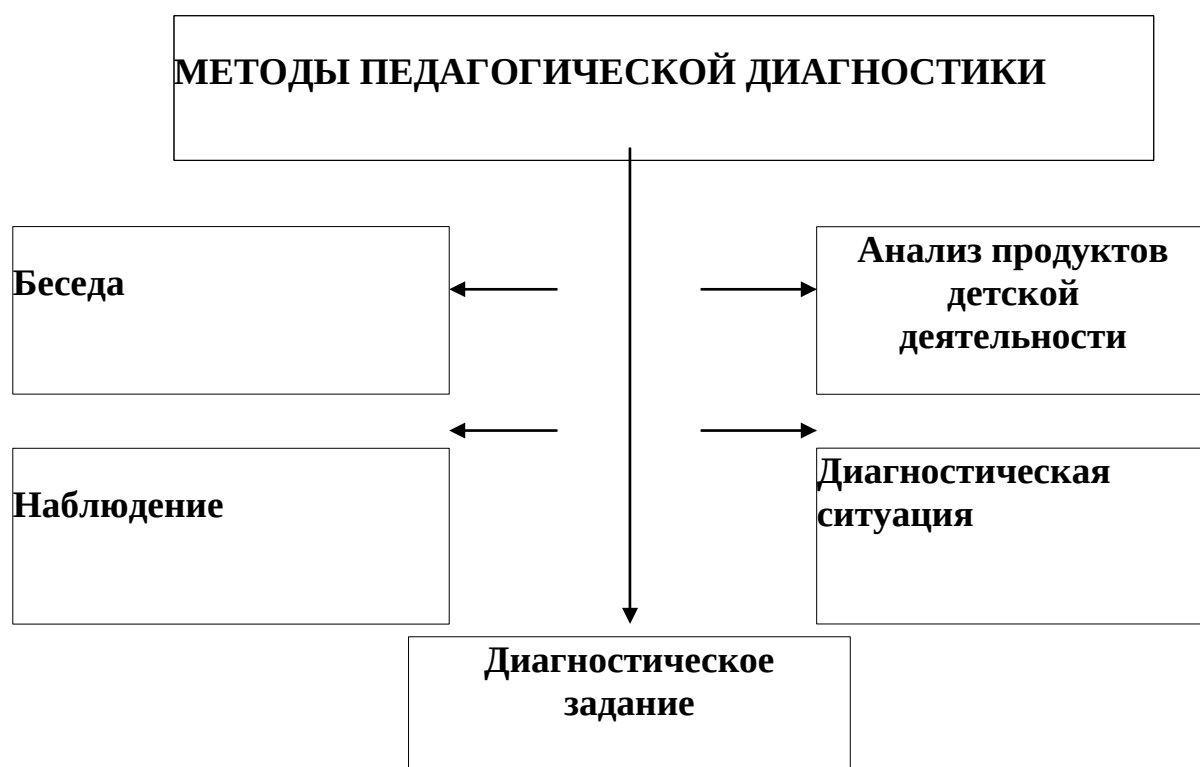 МЕТОДЫ ПЕДАГОГИЧЕСКОЙ ДИАГНОСТИКИ
Беседа
Анализ продуктов
детской
деятельности
Наблюдение
Диагностическая
ситуация
Диагностическое
задание